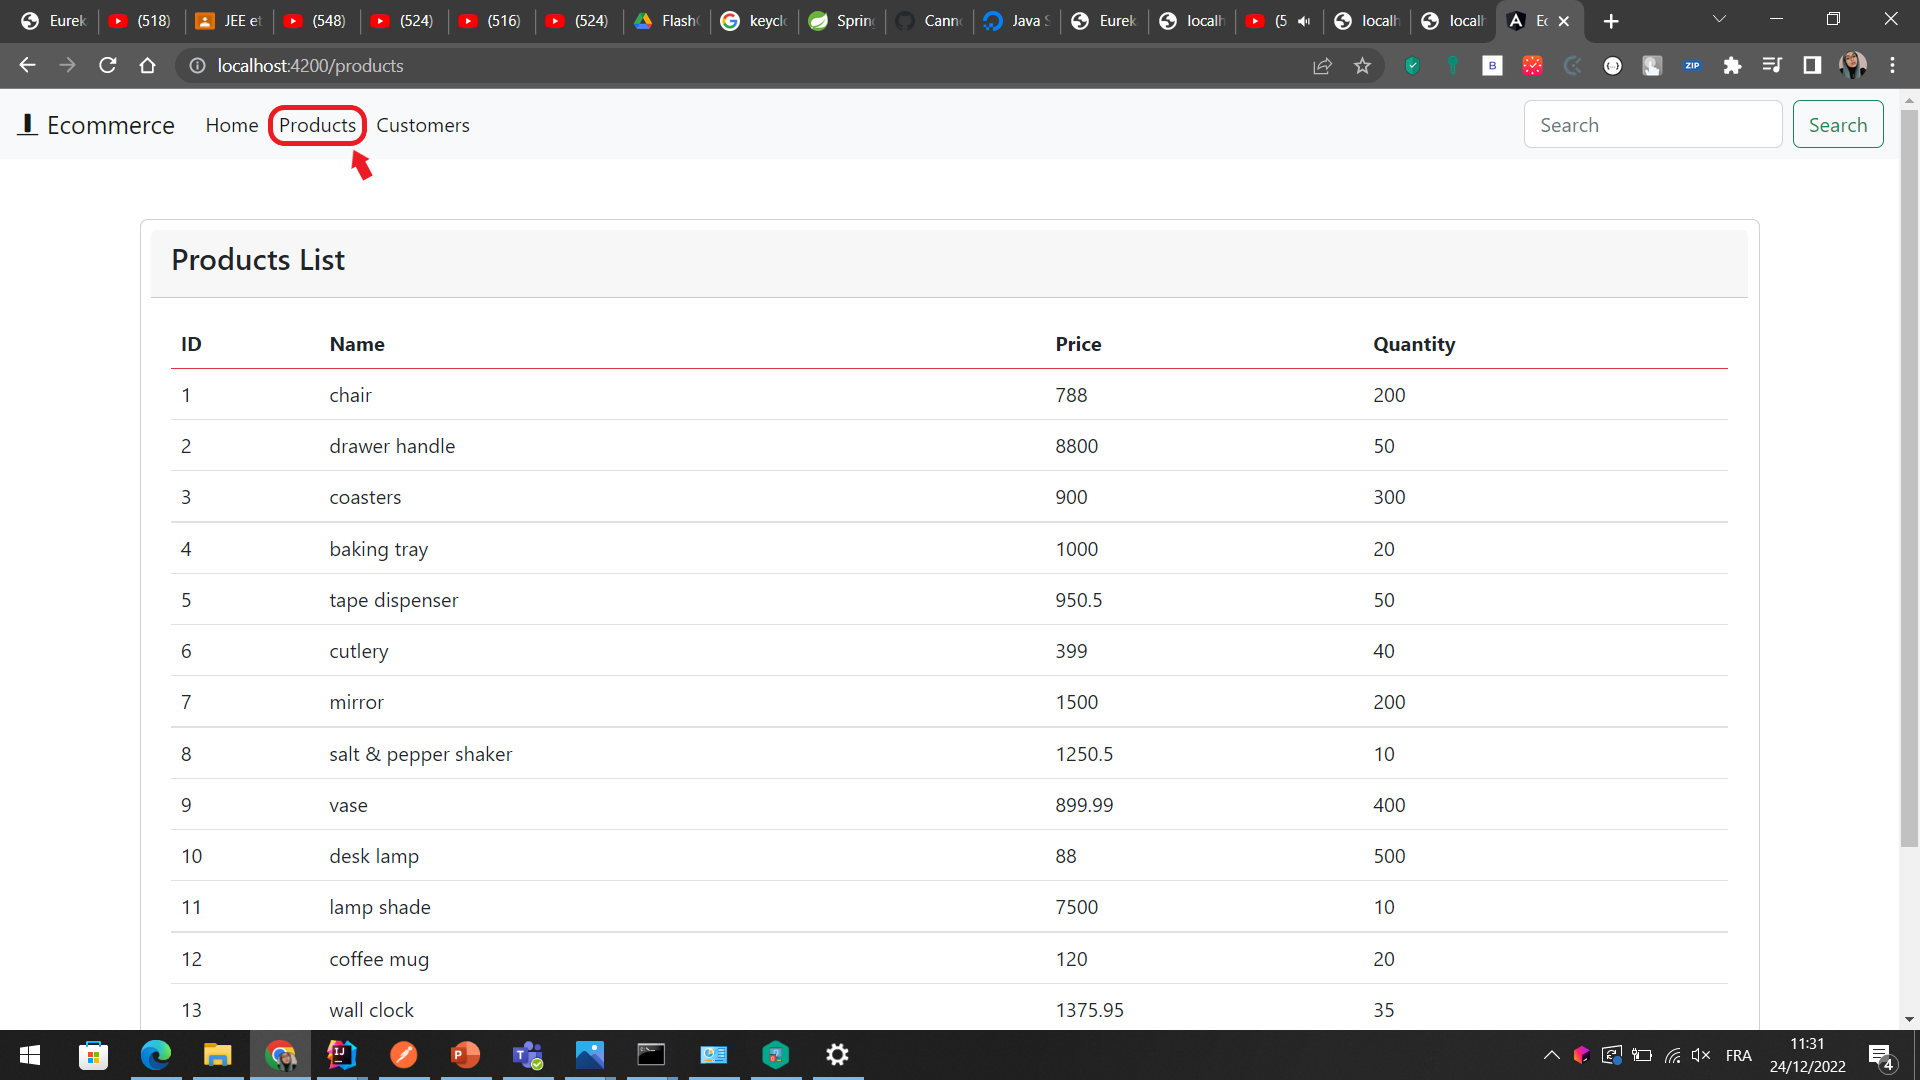 Eurek (518) JEE et (548) (524) (516) (524) Flash keycl Spring Cann Java S Eurek localh (5 localh localh Ec
localhost:4200/products
B ZIP
Ecommerce Home Products Customers Search Search
Products List
ID Name Price Quantity
1 chair 788 200
2 drawer handle 8800 50
3 coasters 900 300
4 baking tray 1000 20
5 tape dispenser 950.5 50
6 cutlery 399 40
7 mirror 1500 200
8 salt & pepper shaker 1250.5 10
9 vase 899.99 400
10 desk lamp 88 500
11 lamp shade 7500 10
12 coffee mug 120 20
13 wall clock 1375.95 35
FRA 11:31
24/12/2022 4